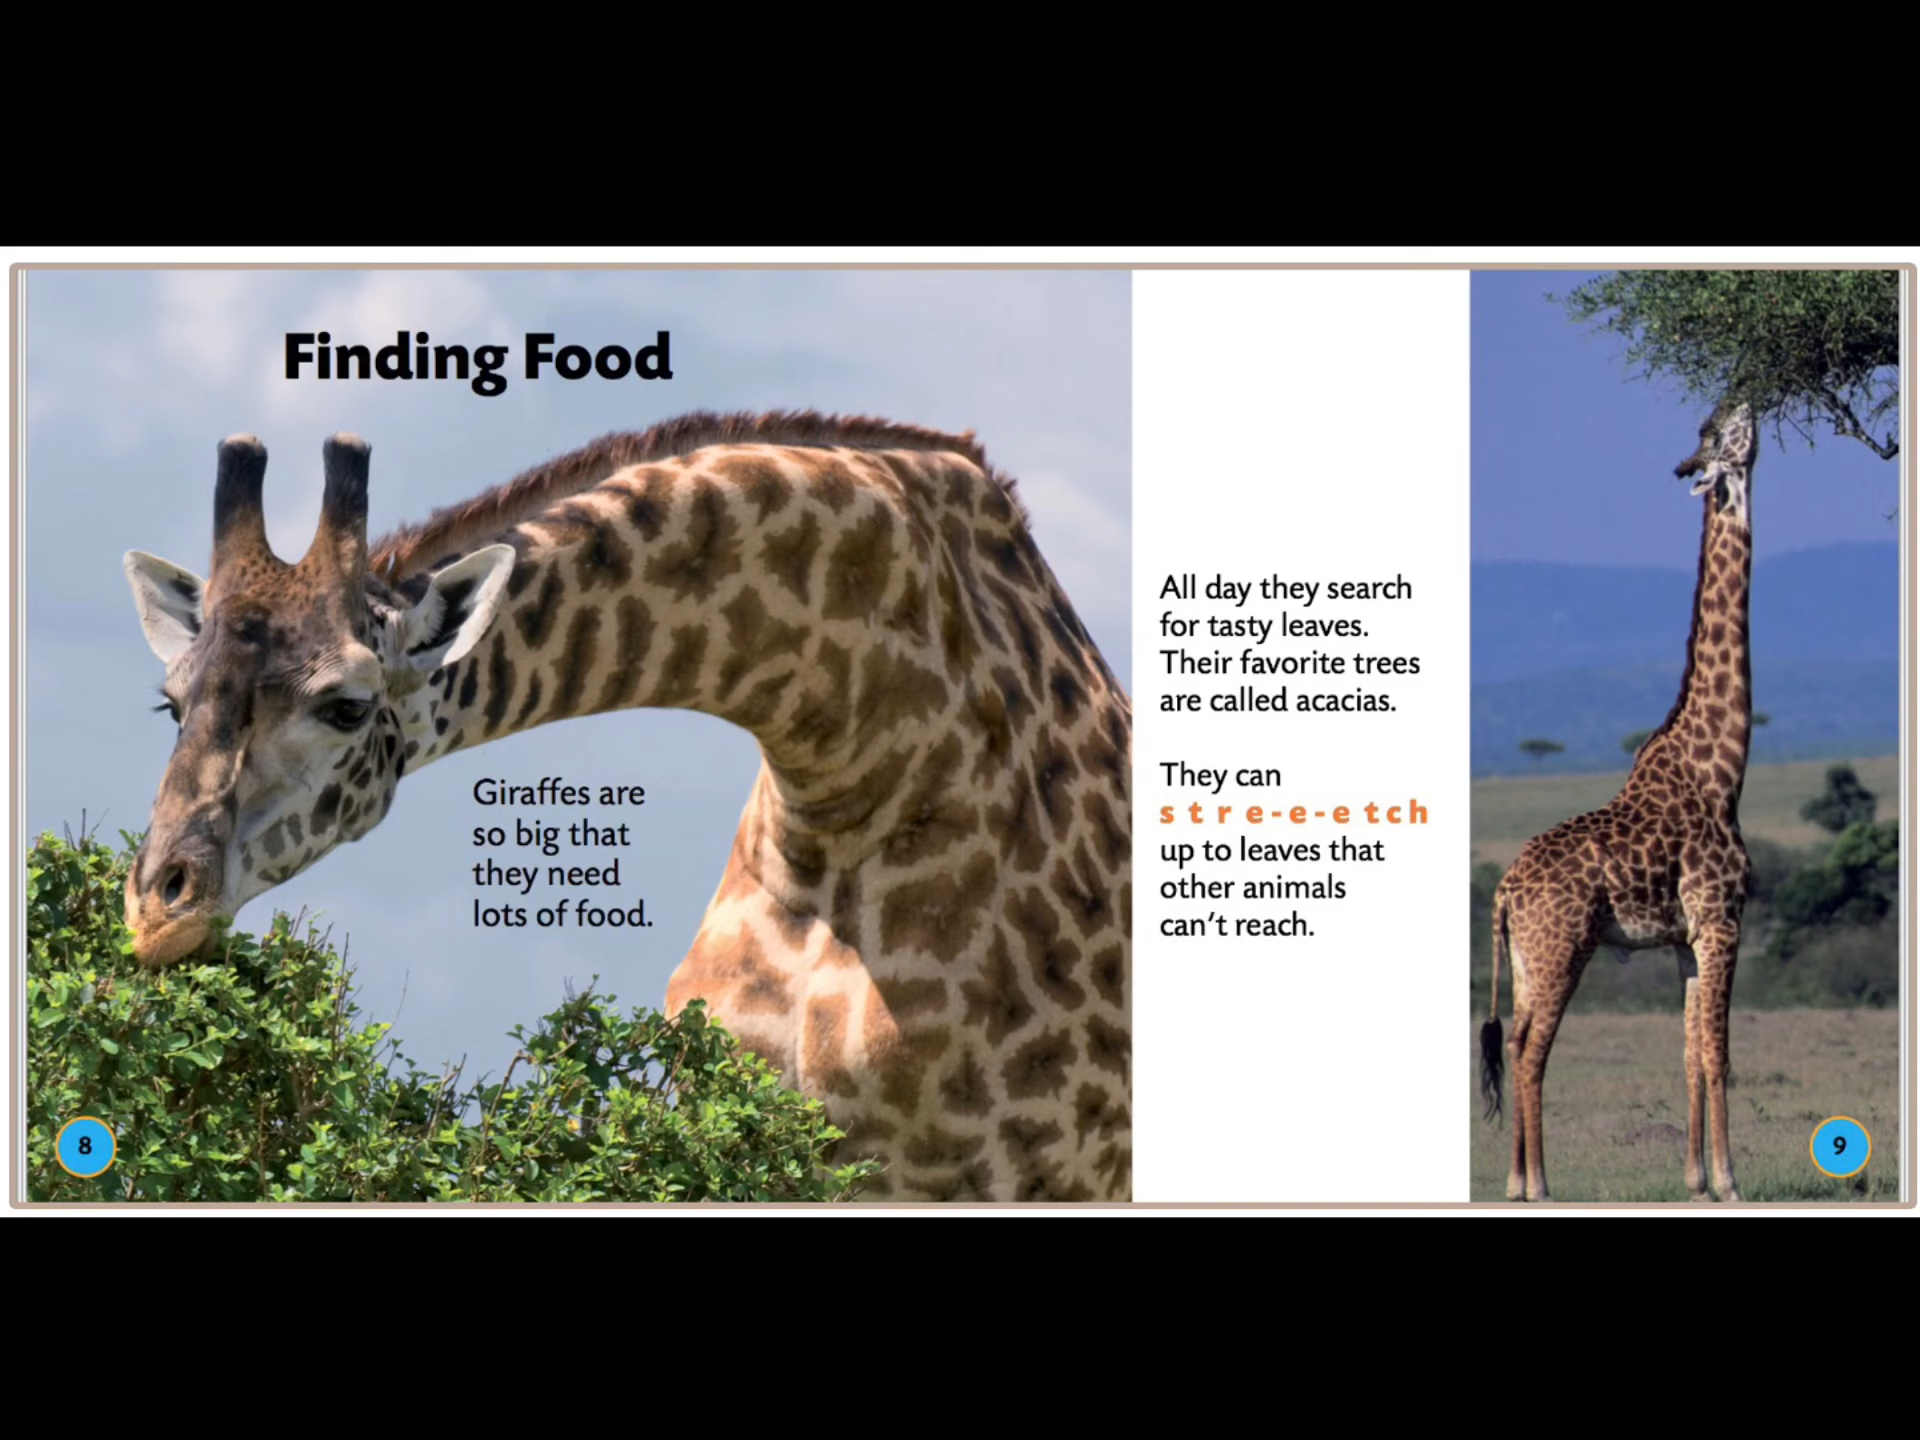 Finding Food
Giraffes are
so big that
they need
lots of food.
8
All day they search
for tasty leaves.
Their favorite trees
are called acacias.
They can
s t r e - e - e t c h
up to leaves that
other animals
can't reach.
9